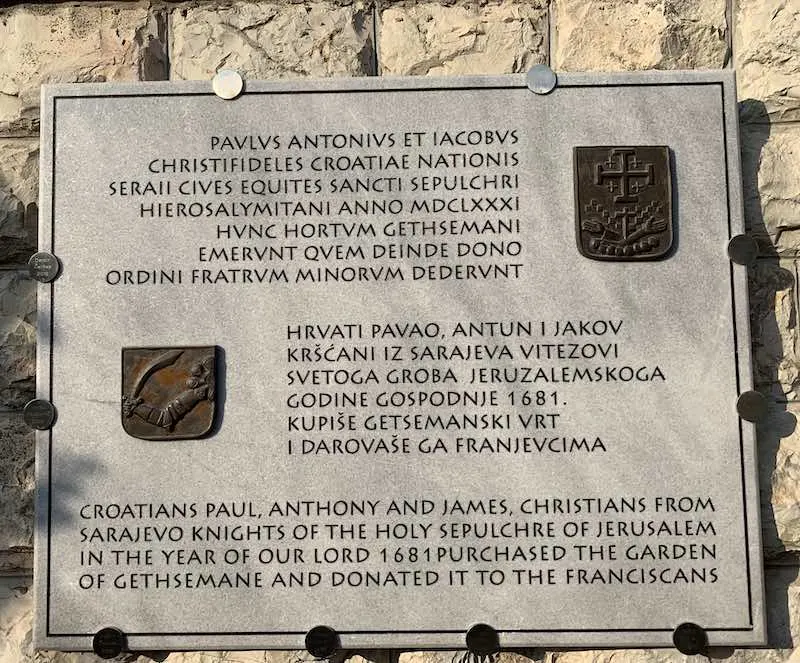 PAVLVS ANTONIVS ET IACOBVS
CHRISTIFIDELES CROATIAE NATIONIS
SERAII CIVES EQUITES SANCTI SEPULCHRI
HIEROSALYMITANI ANNO MDCLXXXI
HVNC HORTVM GETHSEMANI
EMERVNT QVEM DEINDE DONO
ORDINI FRATRVM MINORVM DEDERVNT
HRVATI PAVAO, ANTUN I JAKOV
KRŠĆANI IZ SARAJEVA VITEZOVI
SVETOGA GROBA JERUZALEMSKOGA
GODINE GOSPODNJE 1681.
KUPIŠE GETSEMANSKI VRT
I DAROVAŠE GA FRANJEVCIMA
CROATIANS PAUL, ANTHONY AND JAMES, CHRISTIANS FROM
SARAJEVO KNIGHTS OF THE HOLY SEPULCHRE OF JERUSALEM
IN THE YEAR OF OUR LORD 1681PURCHASED THE GARDEN
OF GETHSEMANE AND DONATED IT TO THE FRANCISCANS